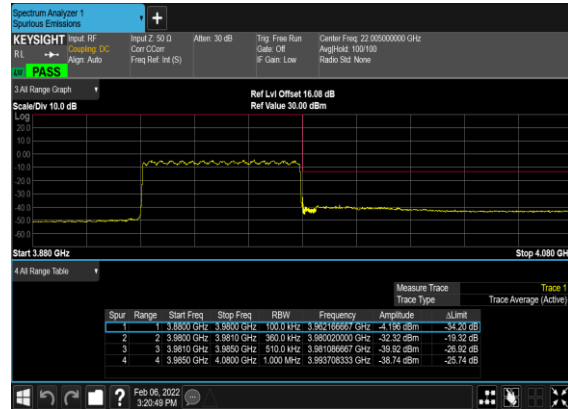 Spectrum Analyzer 1
Spurious Emissions
+
KEYSIGHT Input: RF Input Z: 50 Ω Atten: 30 dB Trig: Free Run Center Freq: 22.005000000 GHz
RL Coupling: DC Corr CCorr Gate: Off Avg|Hold: 100/100
Align: Auto Freq Ref: Int (S) IF Gain: Low Radio Std: None
PASS
3 All Range Graph
Ref Lvl Offset 16.08 dB
Scale/Div 10.0 dB Ref Value 30.00 dBm
Log
20.0
10.0
0.00
-10.0
-20.0
-30.0
-40.0
-50.0
-60.0
Start 3.880 GHz Stop 4.080 GH
4 All Range Table
Measure Trace Trace 1
Trace Type Trace Average (Active)
Spur Range Start Freq Stop Freq RBW Frequency Amplitude ΔLimit
1 1 3.8800 GHz 3.9800 GHz 100.0 kHz 3.962166667 GHz -4.196 dBm -34.20 dB
2 2 3.9800 GHz 3.9810 GHz 360.0 kHz 3.980020000 GHz -32.32 dBm -19.32 dB
3 3 3.9810 GHz 3.9850 GHz 510.0 kHz 3.981086667 GHz -39.92 dBm -26.92 dB
4 4 3.9850 GHz 4.0800 GHz 1.000 MHz 3.993708333 GHz -38.74 dBm -25.74 dB
? Feb 06, 2022
3:20:49 PM